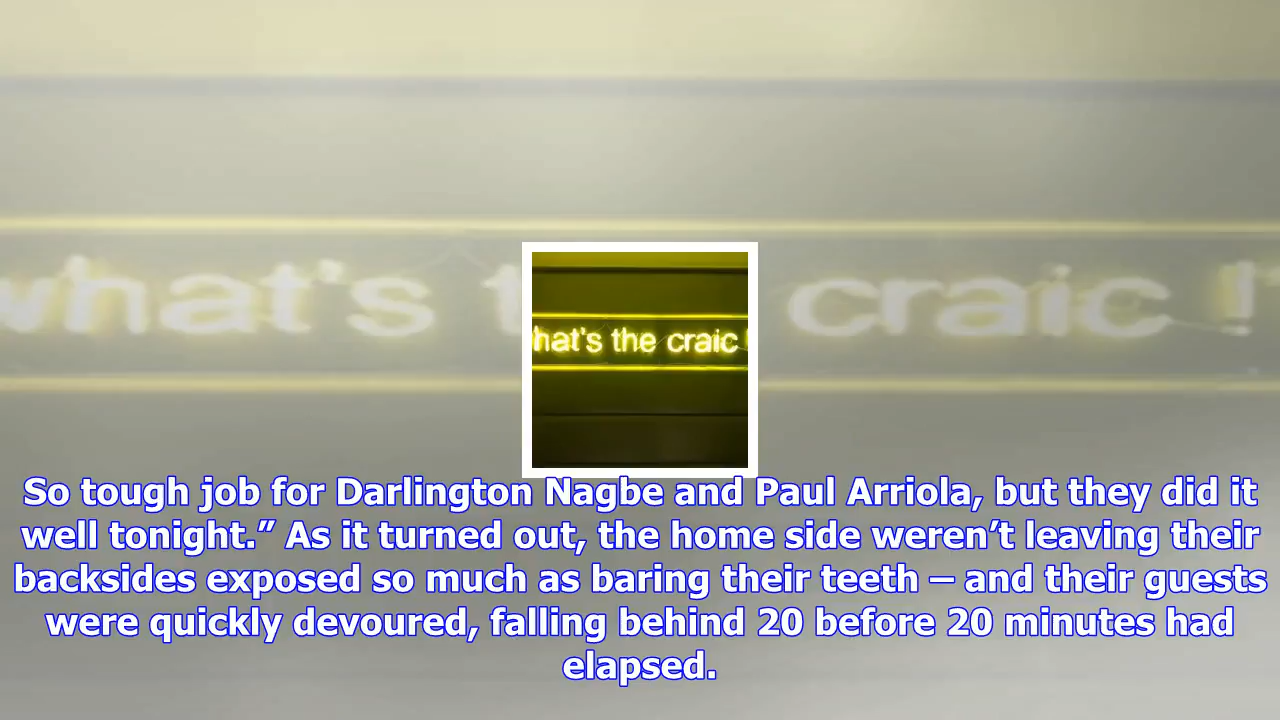 what's t craic !
hat's the craic
So tough job for Darlington Nagbe and Paul Arriola, but they did it
well tonight.” As it turned out, the home side weren’t leaving their
backsides exposed so much as baring their teeth – and their guests
were quickly devoured, falling behind 20 before 20 minutes had
elapsed.